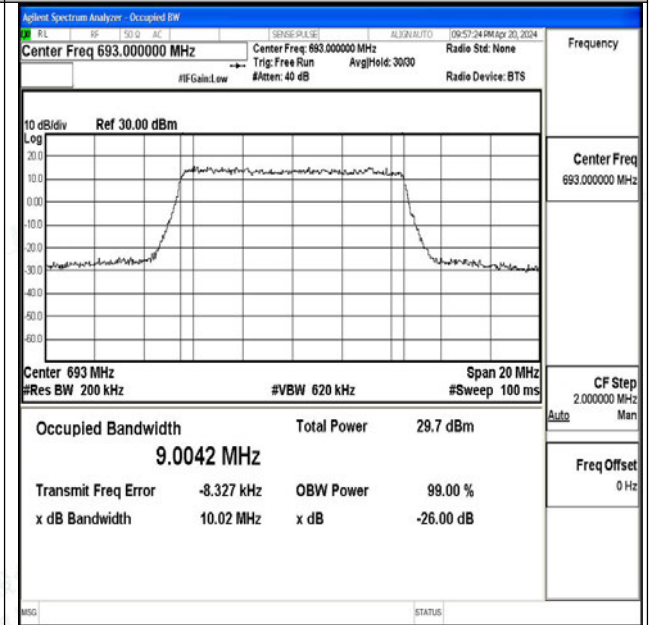 Agilent Spectrum Analyzer - Occupied BW
RL RF 50 Ω AC SENSE:PULSE ALIGN AUTO 09:57:24 PM Apr 20, 2024
Center Freq 693.000000 MHz
Center Freq: 693.000000 MHz
Radio Std: None
Trig: Free Run Avg|Hold: 30/30
#IFGain:Low #Atten: 40 dB Radio Device: BTS
Frequency
10 dB/div Ref 30.00 dBm
Log
20.0
10.0
0.00
-10.0
-20.0
-30.0
-40.0
-50.0
-60.0
Center 693 MHz Span 20 MHz
#Res BW 200 kHz #VBW 620 kHz #Sweep 100 ms
Occupied Bandwidth Total Power 29.7 dBm
9.0042 MHz
Transmit Freq Error -8.327 kHz OBW Power 99.00 %
x dB Bandwidth 10.02 MHz x dB -26.00 dB
Center Freq
693.000000 MHz
CF Step
2.000000 MHz
Auto Man
Freq Offset
0 Hz
MSG STATUS